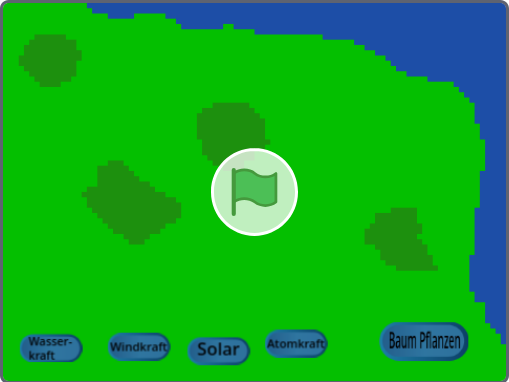 Wasser-
kraft
Windkraft
Solar
Atomkraft
Baum Pflanzen